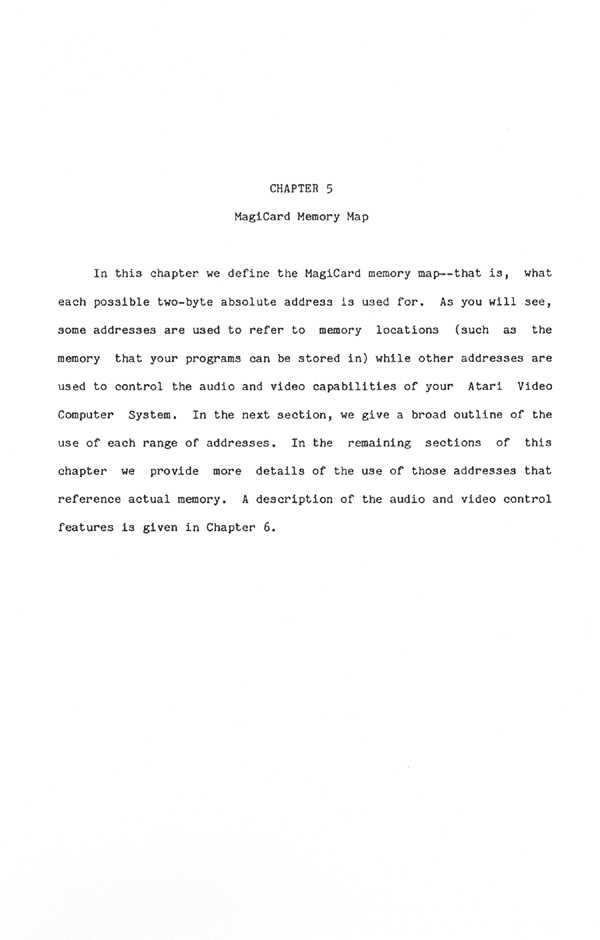 CHAPTER 5
MagiCard Memory Map
In this chapter we define the MagiCard memory map--that is, what
each possible two-byte absolute address is used for. As you will see,
some addresses are used to refer to memory locations (such as the
memory that your programs can be stored in) while other addresses are
used to control the audio and video capabilities of your Atari Video
Computer System. In the next section, we give a broad outline of the
use of each range of addresses. In the remaining sections of this
chapter we provide more details of the use of those addresses that
reference actual memory. A description of the audio and video control
features is given in Chapter 6.